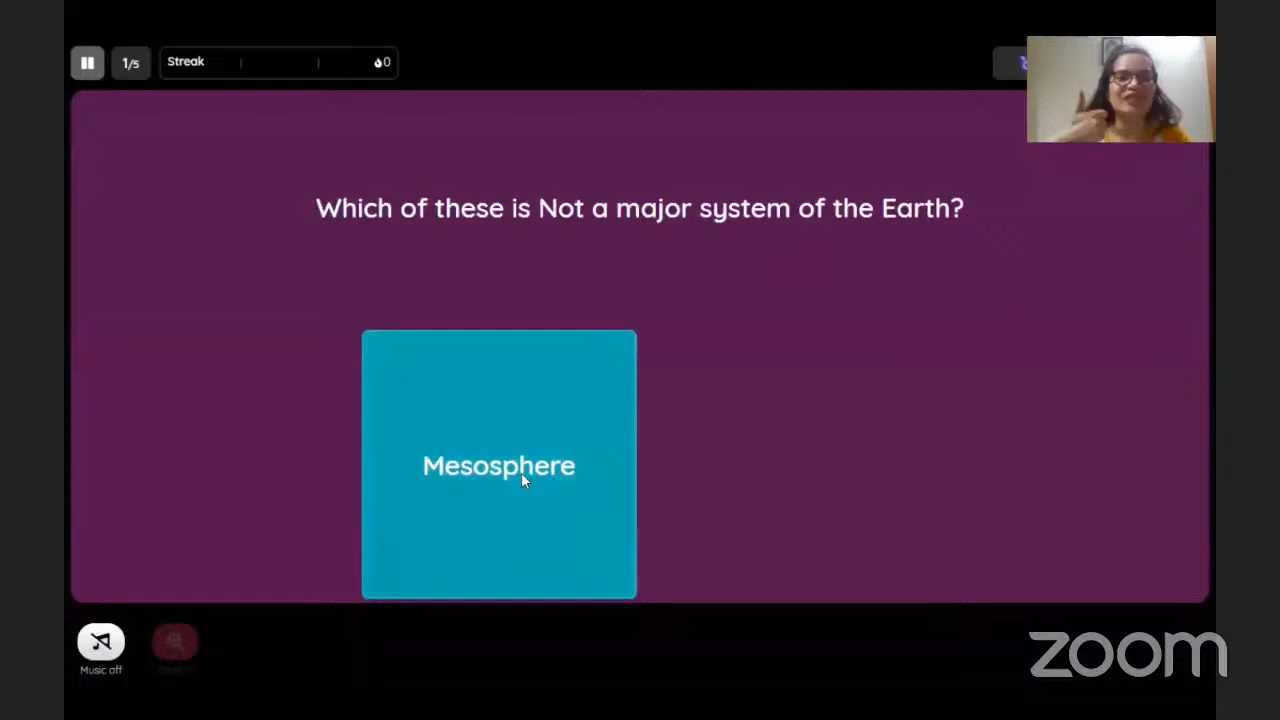 1/5
Streak
0
Which of these is Not a major system of the Earth?
Mesosphere
Music off
zoom